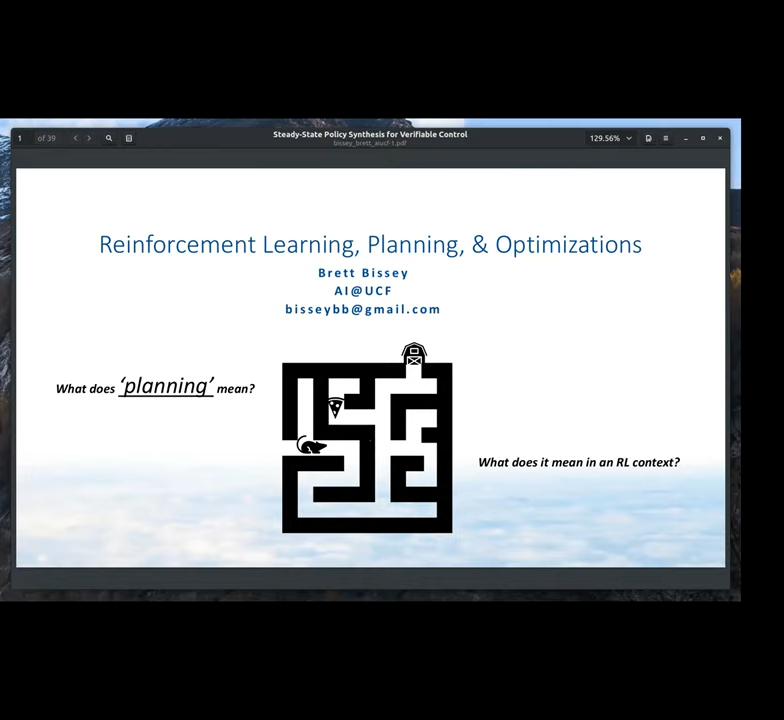 1 of 39
Steady-State Policy Synthesis for Verifiable Control
bissey_brett_aiucf-1.pdf
129.56%
Reinforcement Learning, Planning, & Optimizations
Brett Bissey
AI@UCF
bisseybb@gmail.com
What does ‘planning’ mean?
What does it mean in an RL context?